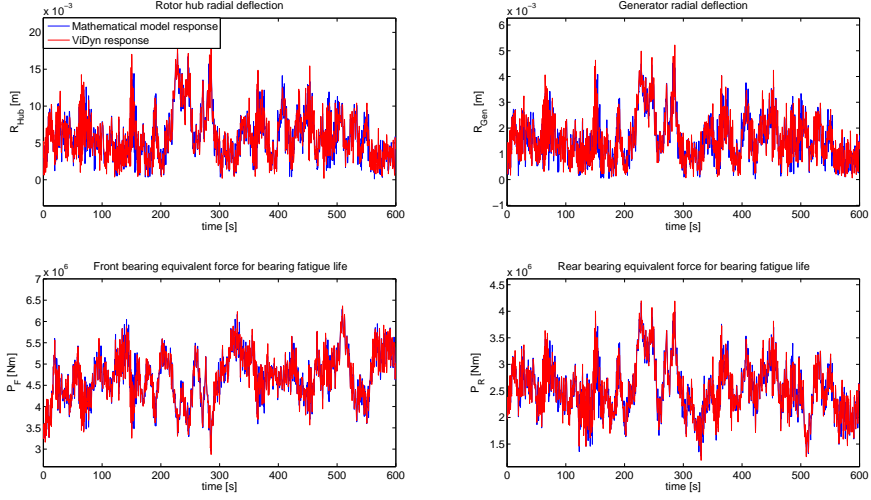 Rotor hub radial deflection
x 10⁻³
Mathematical model response
ViDyn response
20
15
10
5
0
R_Hub [m]
0 100 200 300 400 500 600
time [s]
Generator radial deflection
x 10⁻³
6
5
4
3
2
1
0
−1
R_Gen [m]
0 100 200 300 400 500 600
time [s]
Front bearing equivalent force for bearing fatigue life
x 10⁶
7
6.5
6
5.5
5
4.5
4
3.5
3
P_F [Nm]
0 100 200 300 400 500 600
time [s]
Rear bearing equivalent force for bearing fatigue life
x 10⁶
4.5
4
3.5
3
2.5
2
1.5
P_R [Nm]
0 100 200 300 400 500 600
time [s]